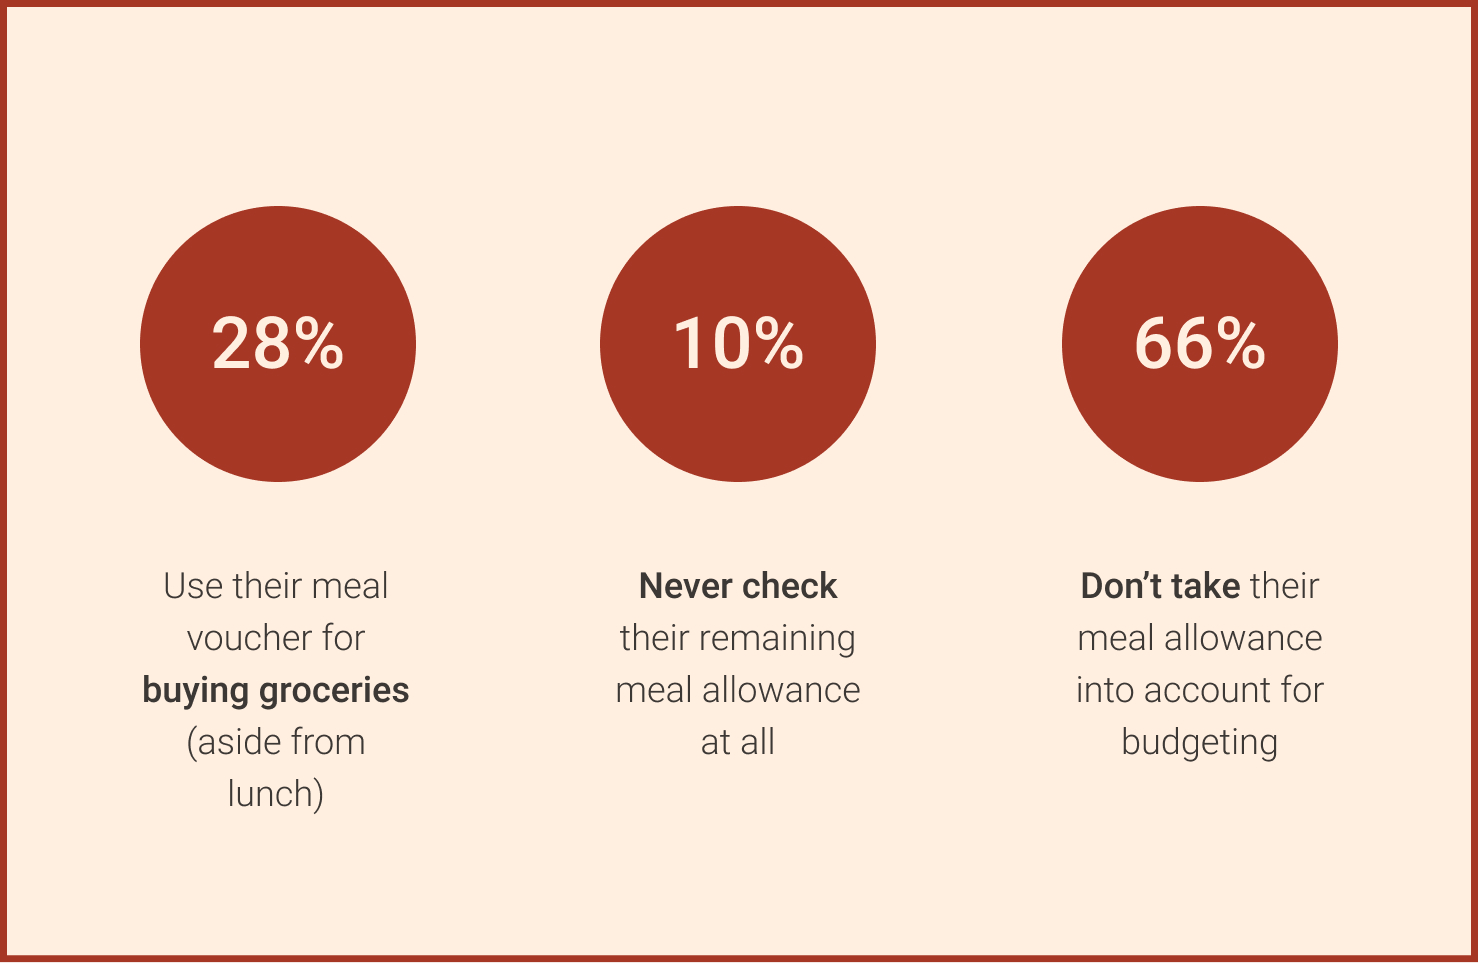 28%
Use their meal
voucher for
buying groceries
(aside from
lunch)
10%
Never check
their remaining
meal allowance
at all
66%
Don’t take their
meal allowance
into account for
budgeting